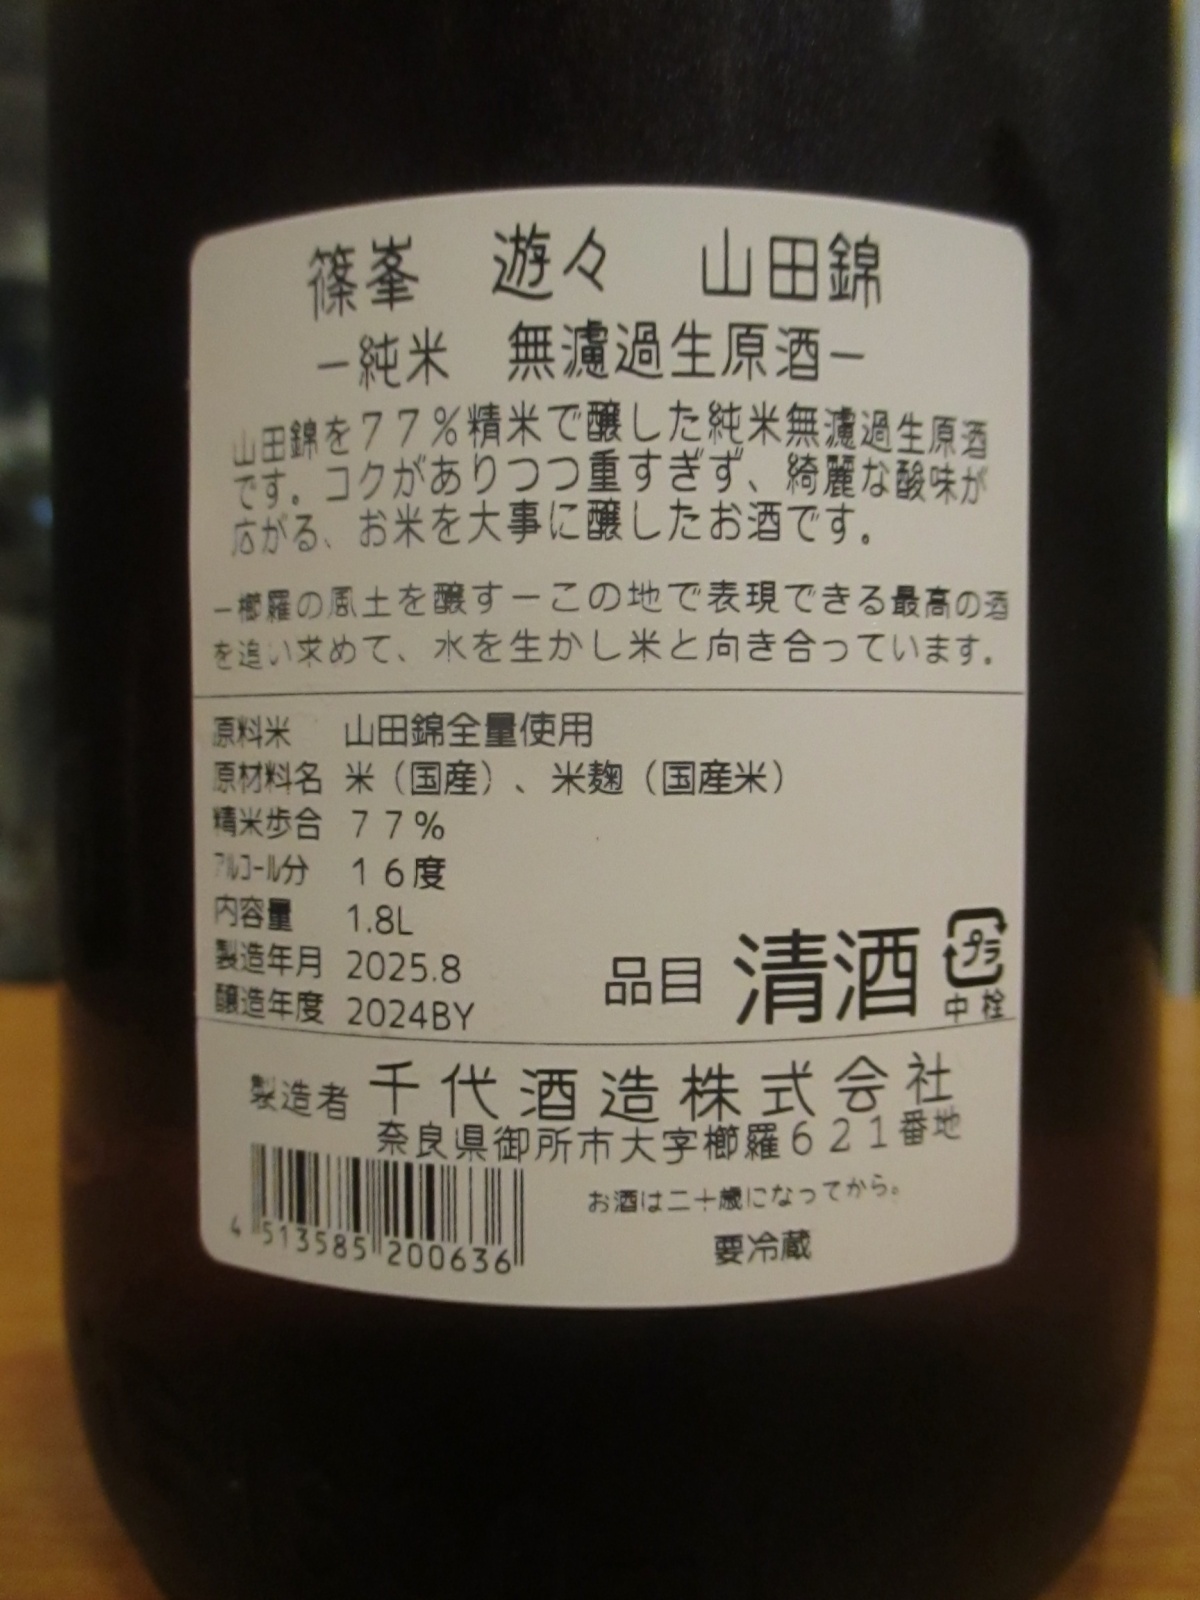 篠峯　遊々　山田錦
－純米　無濾過生原酒－
山田錦を７７％精米で醸した純米無濾過生原酒
です。コクがありつつ重すぎず、綺麗な酸味が
広がる、お米を大事に醸したお酒です。
－櫛羅の風土を醸す－この地で表現できる最高の酒
を追い求めて、水を生かし米と向き合っています。
原料米　山田錦全量使用
原材料名　米（国産）、米麹（国産米）
精米歩合　７７％
アルコール分　１６度
内容量　1.8L
製造年月　2025.8
醸造年度　2024BY
品目　清酒
プラ
中栓
製造者　千代酒造株式会社
奈良県御所市大字櫛羅６２１番地
4 513585 200636
お酒は二十歳になってから。
要冷蔵